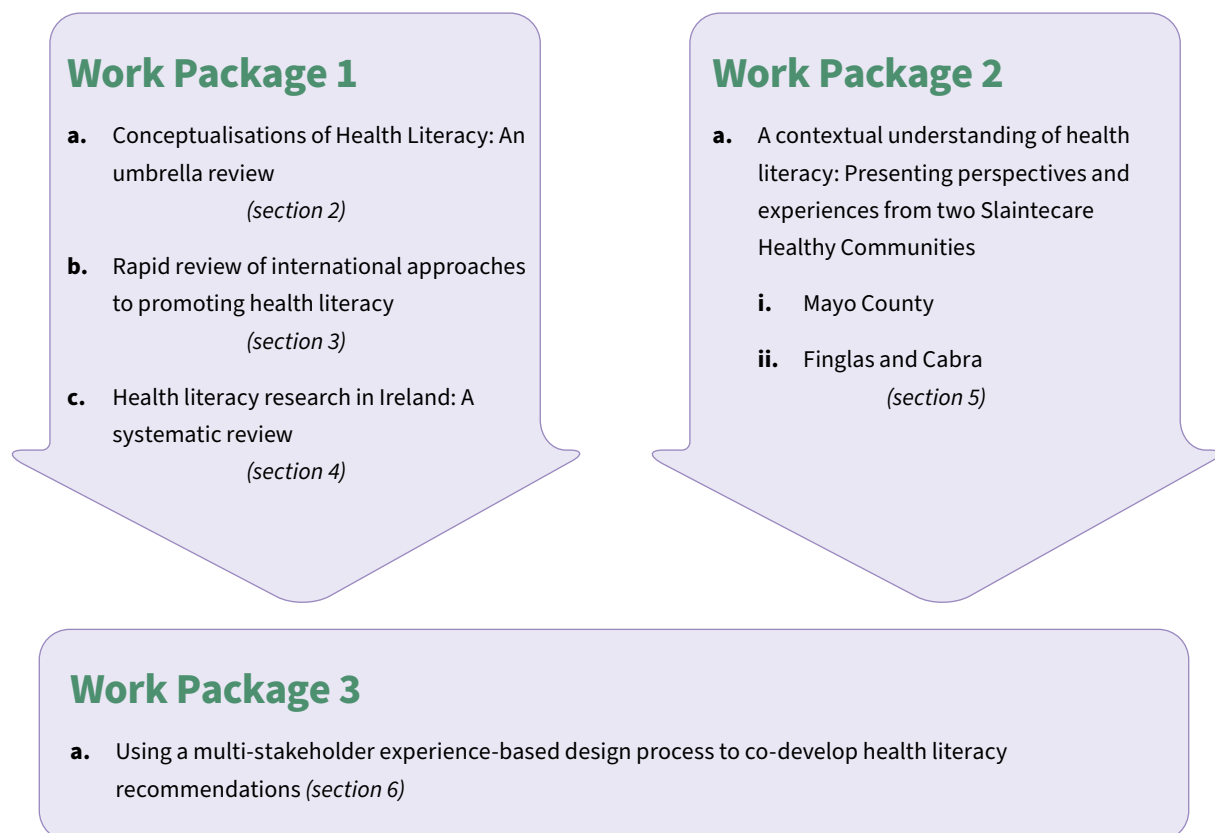 Work Package 1
a. Conceptualisations of Health Literacy: An
umbrella review
(section 2)
b. Rapid review of international approaches
to promoting health literacy
(section 3)
c. Health literacy research in Ireland: A
systematic review
(section 4)
Work Package 2
a. A contextual understanding of health
literacy: Presenting perspectives and
experiences from two Slaintecare
Healthy Communities
i. Mayo County
ii. Finglas and Cabra
(section 5)
Work Package 3
a. Using a multi-stakeholder experience-based design process to co-develop health literacy
recommendations (section 6)